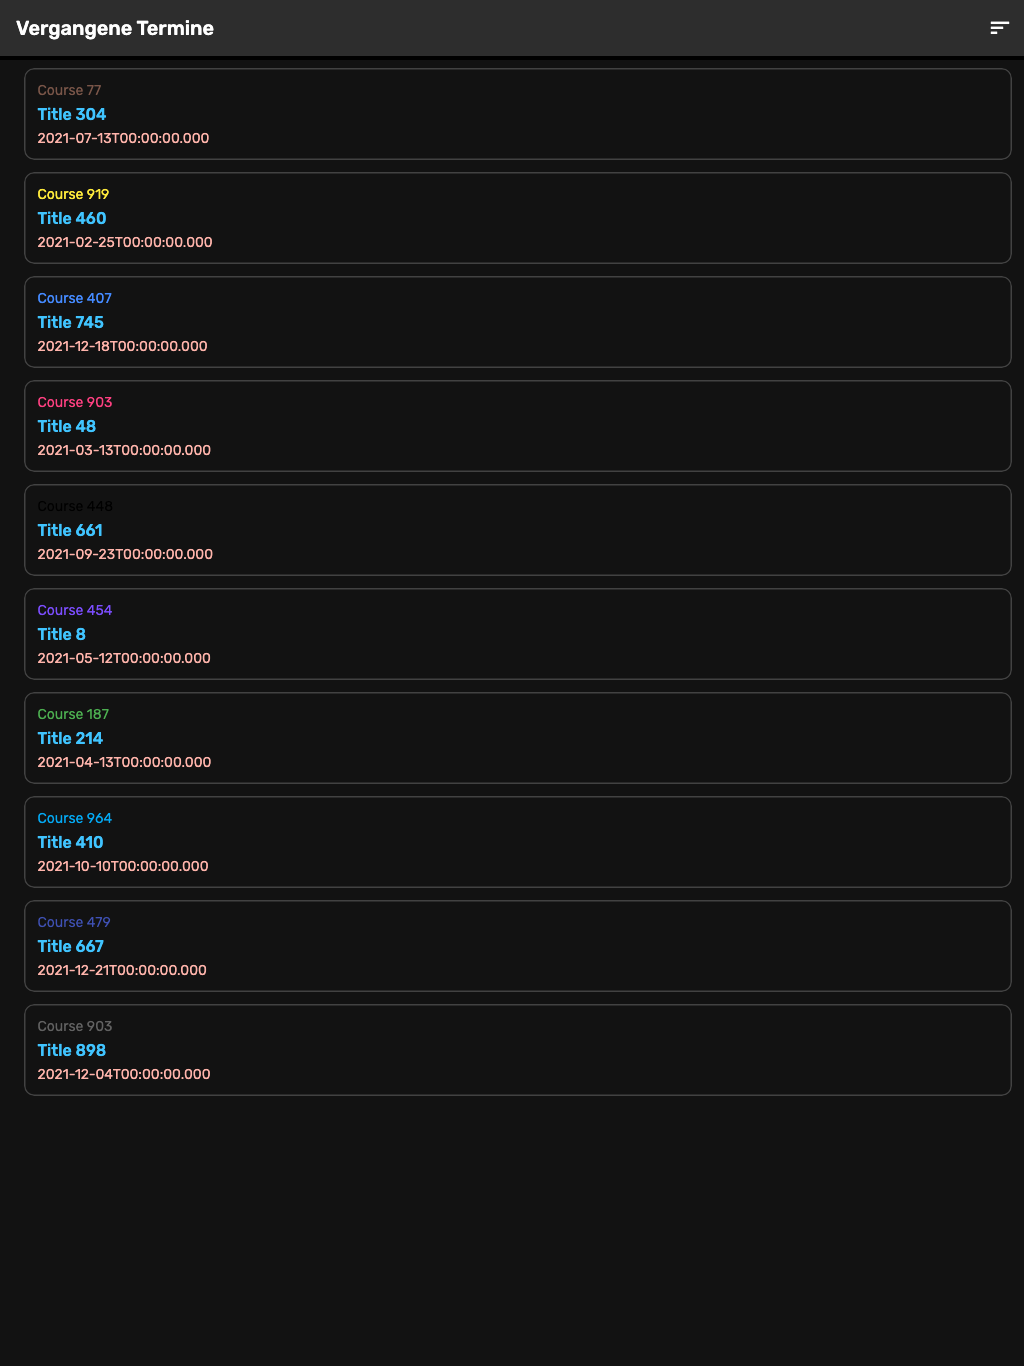 Vergangene Termine
Course 77
Title 304
2021-07-13T00:00:00.000
Course 919
Title 460
2021-02-25T00:00:00.000
Course 407
Title 745
2021-12-18T00:00:00.000
Course 903
Title 48
2021-03-13T00:00:00.000
Course 448
Title 661
2021-09-23T00:00:00.000
Course 454
Title 8
2021-05-12T00:00:00.000
Course 187
Title 214
2021-04-13T00:00:00.000
Course 964
Title 410
2021-10-10T00:00:00.000
Course 479
Title 667
2021-12-21T00:00:00.000
Course 903
Title 898
2021-12-04T00:00:00.000